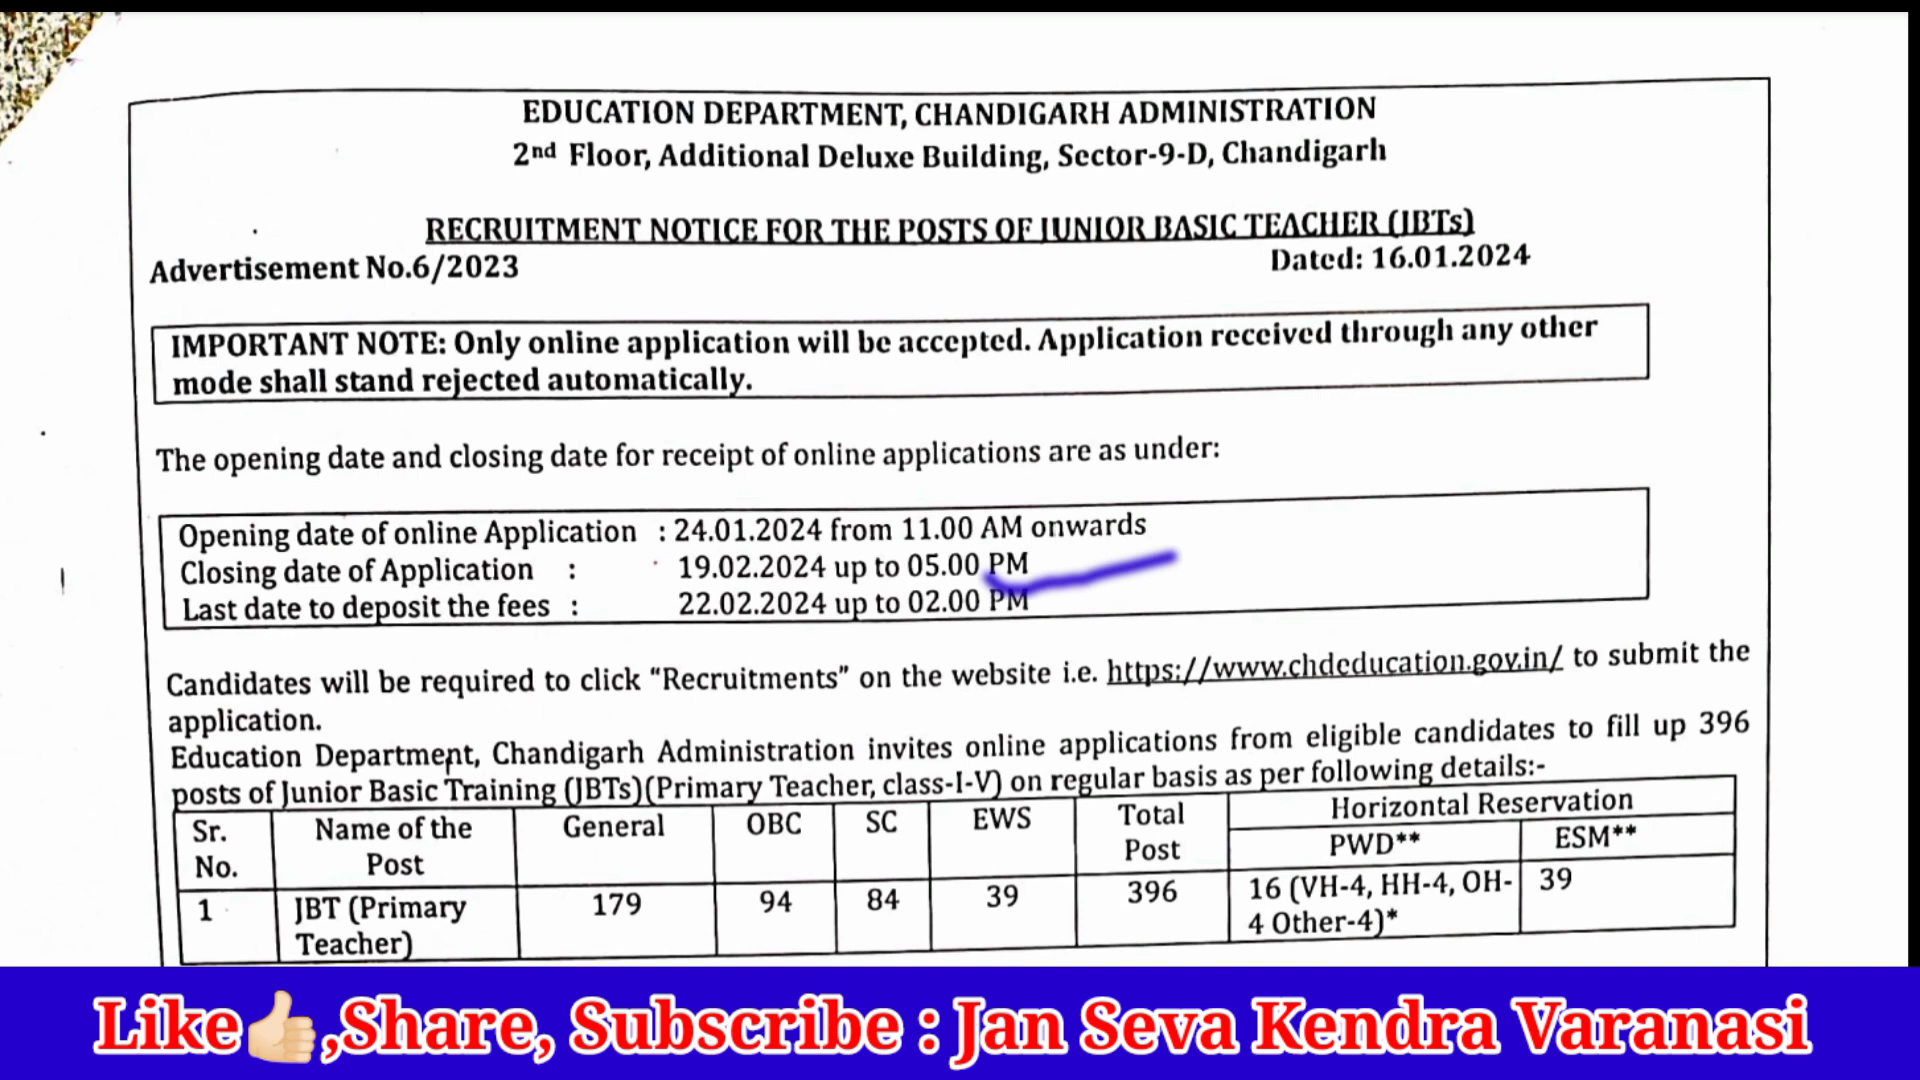 EDUCATION DEPARTMENT, CHANDIGARH ADMINISTRATION
2nd Floor, Additional Deluxe Building, Sector-9-D, Chandigarh
RECRUITMENT NOTICE FOR THE POSTS OF JUNIOR BASIC TEACHER (JBTs)
Advertisement No.6/2023 Dated: 16.01.2024
IMPORTANT NOTE: Only online application will be accepted. Application received through any other
mode shall stand rejected automatically.
The opening date and closing date for receipt of online applications are as under:
Opening date of online Application : 24.01.2024 from 11.00 AM onwards
Closing date of Application : 19.02.2024 up to 05.00 PM
Last date to deposit the fees : 22.02.2024 up to 02.00 PM
Candidates will be required to click “Recruitments” on the website i.e. https://www.chdeducation.gov.in/ to submit the
application.
Education Department, Chandigarh Administration invites online applications from eligible candidates to fill up 396
posts of Junior Basic Training (JBTs)(Primary Teacher, class-I-V) on regular basis as per following details:-
Sr. No. Name of the Post General OBC SC EWS Total Post Horizontal Reservation
PWD** ESM**
1 JBT (Primary Teacher) 179 94 84 39 396 16 (VH-4, HH-4, OH-4 Other-4)* 39
Like👍🏻,Share, Subscribe : Jan Seva Kendra Varanasi